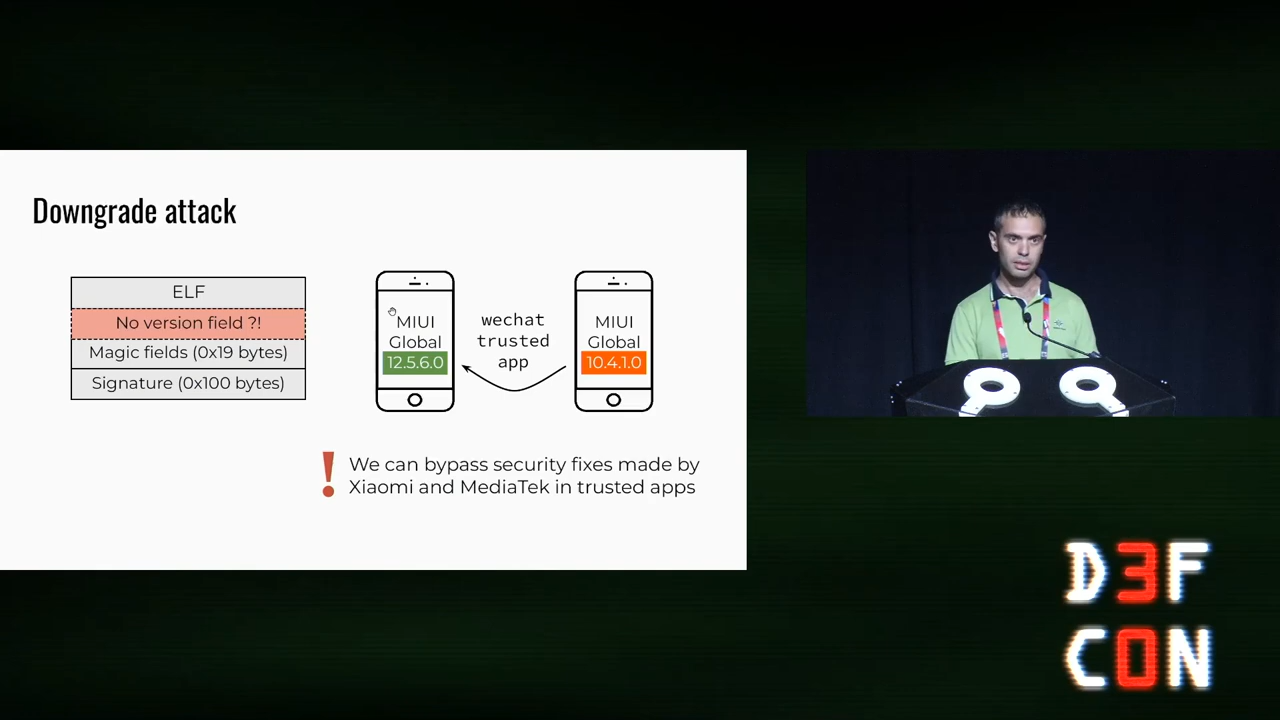 Downgrade attack
ELF
No version field ?!
Magic fields (0x19 bytes)
Signature (0x100 bytes)
MIUI
Global
12.5.6.0
wechat
trusted
app
MIUI
Global
10.4.1.0
! We can bypass security fixes made by
Xiaomi and MediaTek in trusted apps
D3F
C0N